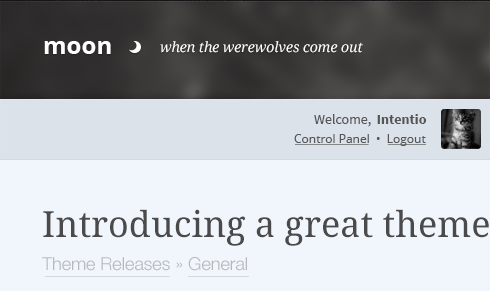 moon when the werewolves come out
Welcome, Intentio
Control Panel • Logout
Introducing a great theme
Theme Releases » General